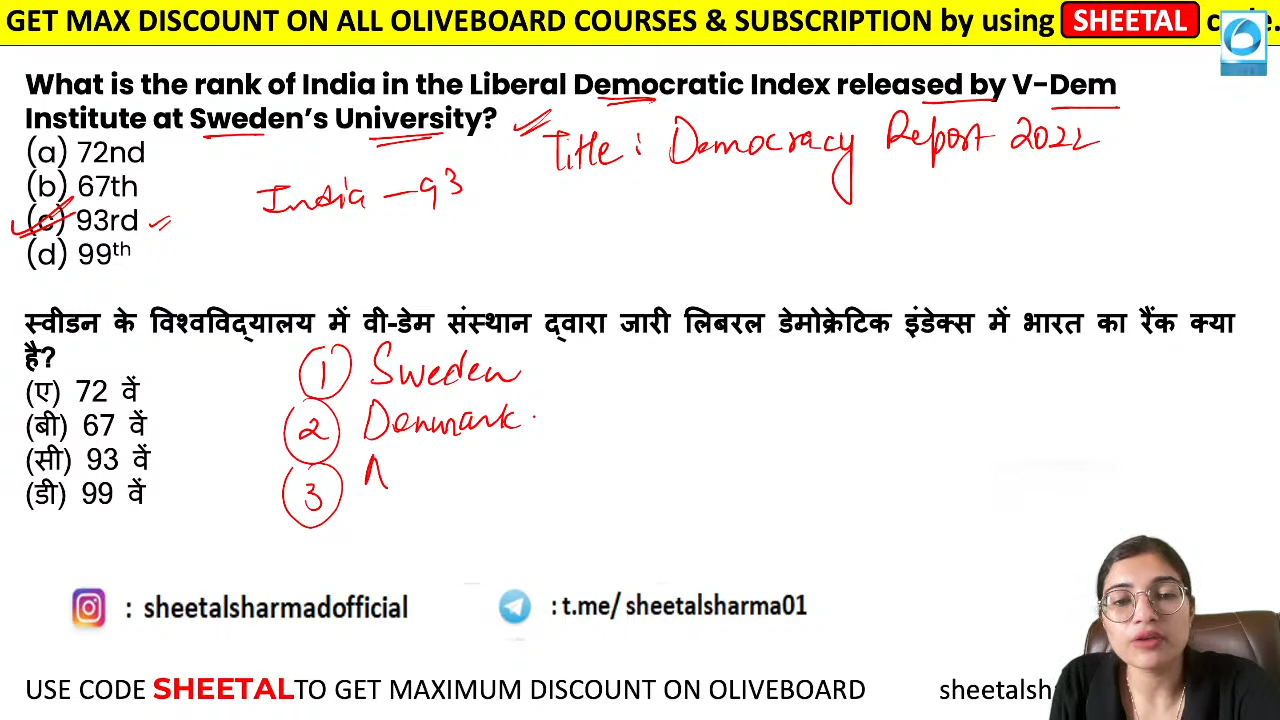 GET MAX DISCOUNT ON ALL OLIVEBOARD COURSES & SUBSCRIPTION by using SHEETAL code.
What is the rank of India in the Liberal Democratic Index released by V-Dem
Institute at Sweden's University?
Title: Democracy Report 2022
(a) 72nd
(b) 67th
India - 93
(c) 93rd
(d) 99th
स्वीडन के विश्वविद्यालय में वी-डेम संस्थान द्वारा जारी लिबरल डेमोक्रेटिक इंडेक्स में भारत का रैंक क्या
है?
(ए) 72 वें
(बी) 67 वें
(सी) 93 वें
(डी) 99 वें
1 Sweden
2 Denmark
3
: sheetalsharmadofficial
: t.me/ sheetalsharma01
USE CODE SHEETAL TO GET MAXIMUM DISCOUNT ON OLIVEBOARD
sheetalsh